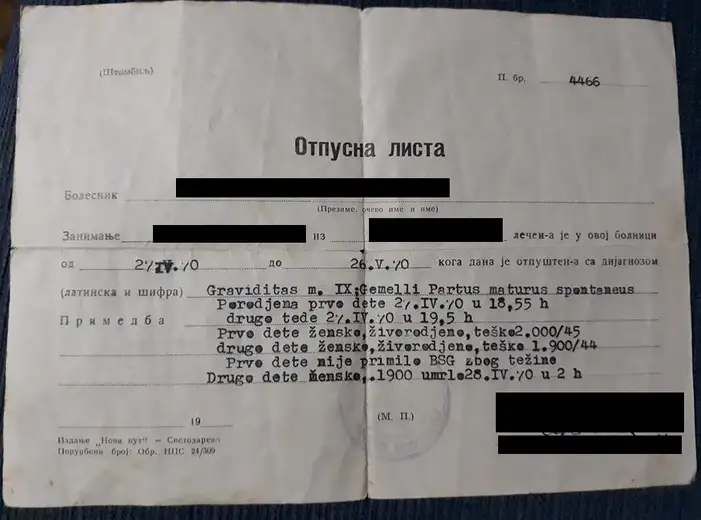 (Штамбиљ)
П. бр. 4466
Отпусна листа
Болесник
(Презиме, очево име и име)
Занимање из лечен-а је у овој болници
од 27.IV.70 до 26.V.70 кога дана је отпуштен-а са дијагнозом
(латинска и шифра) Graviditas m. IX;Gemelli Partus maturus spontaneus
Porodjena prvo dete 27.IV.70 u 18,55 h
Примедба drugo tede 27.IV.70 u 19,5 h
Prvo dete žensko,živorodjeno,teško2.000/45
drugo dete žensko,živorodjeno,teško 1.900/44
Prvo dete nije primilo BSG zbog težine
Drugo dete žensko,.1900 umrlo28.IV.70 u 2 h
19
(М. П.)
Издање „Нови пут" – Светозарево
Поруџбени број: Обр. НПС 24/309